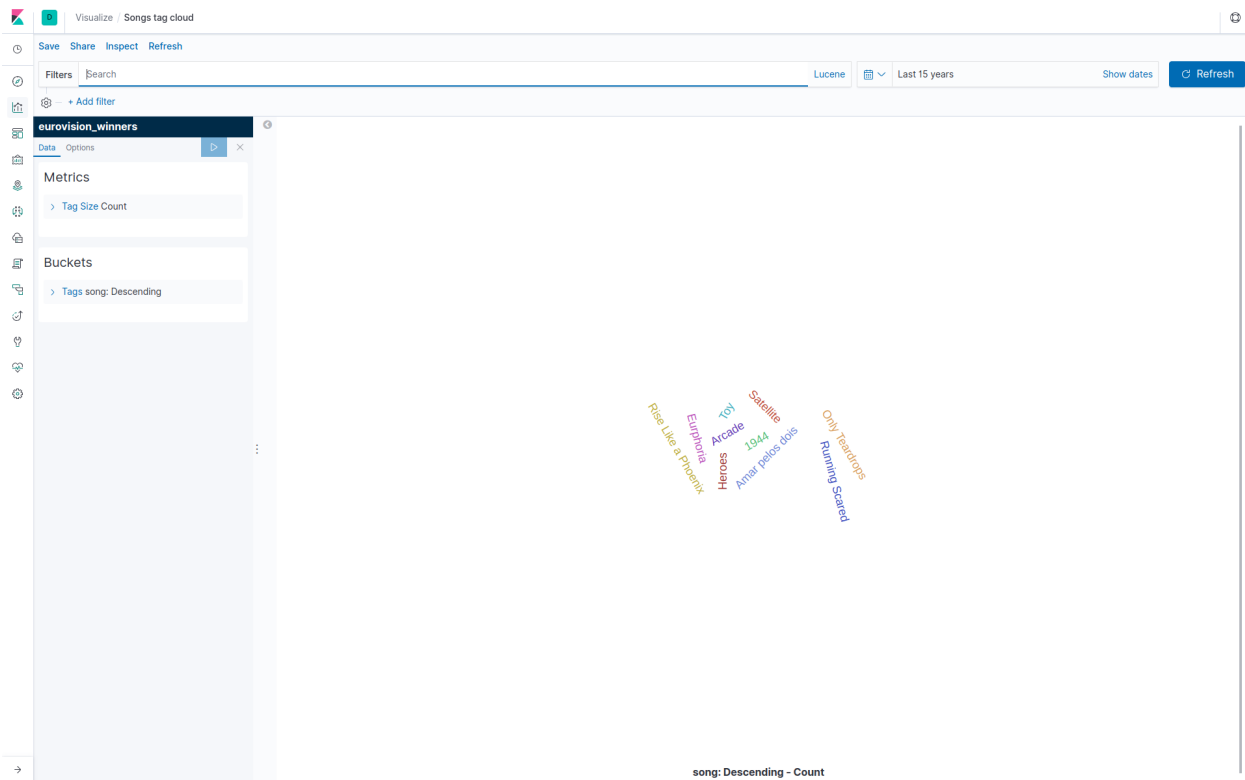 D Visualize / Songs tag cloud
Save Share Inspect Refresh
Filters Search Lucene Last 15 years Show dates Refresh
+ Add filter
eurovision_winners
Data Options
Metrics
Tag Size Count
Buckets
Tags song: Descending
Rise Like a Phoenix
Eurphoria
Toy
Satellite
Arcade
1944
Heroes
Amar pelos dois
Only Teardrops
Running Scared
song: Descending - Count